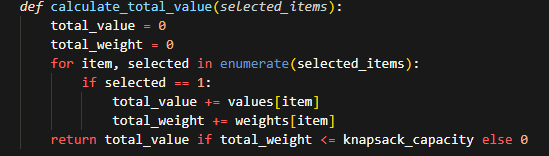 def calculate_total_value(selected_items):
    total_value = 0
    total_weight = 0
    for item, selected in enumerate(selected_items):
        if selected == 1:
            total_value += values[item]
            total_weight += weights[item]
    return total_value if total_weight <= knapsack_capacity else 0